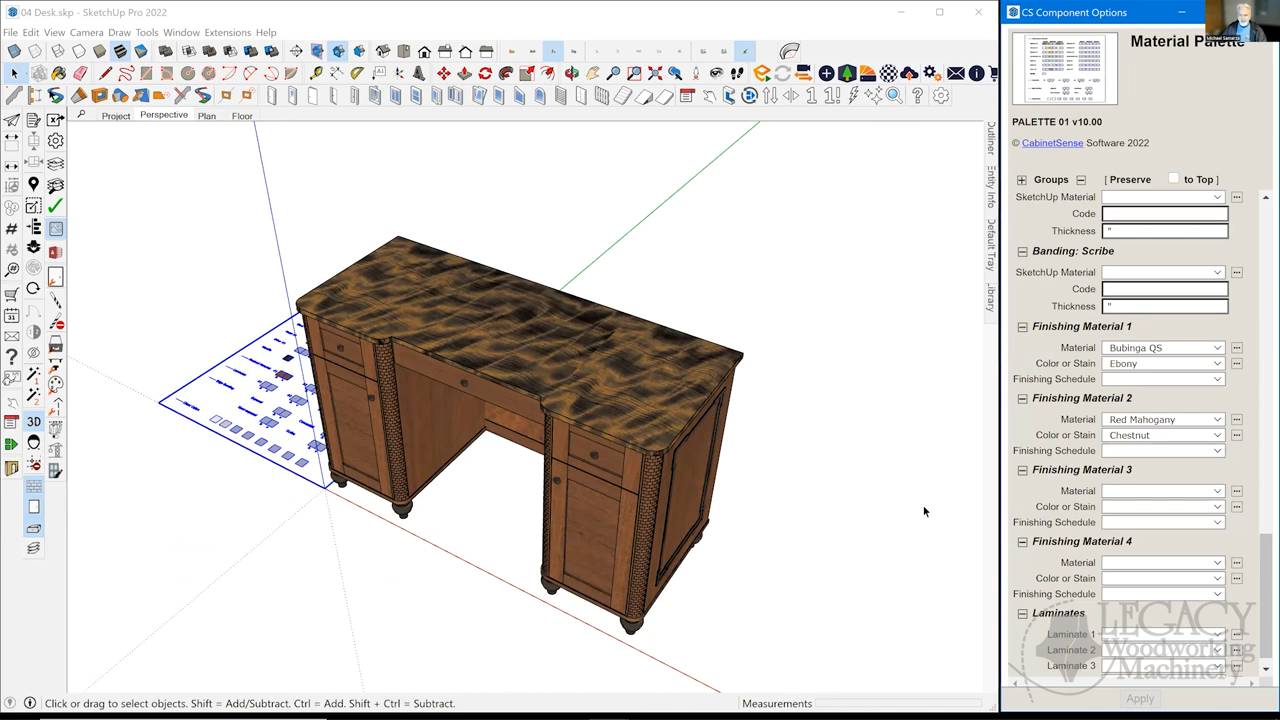 04 Desk.skp - SketchUp Pro 2022
CS Component Options
Michael Samarza
File Edit View Camera Draw Tools Window Extensions Help
Material Palette
Perspective
Page Plan Floor
PALETTE 01 v10.00
© CabinetSense Software 2022
Groups [ Preserve to Top ]
SketchUp Material
Code
Thickness "
Banding: Scribe
SketchUp Material
Code
Thickness "
Finishing Material 1
Material Bubinga QS
Color or Stain Ebony
Finishing Schedule
Finishing Material 2
Material Red Mahogany
Color or Stain Chestnut
Finishing Schedule
Finishing Material 3
Material
Color or Stain
Finishing Schedule
Finishing Material 4
Material
Color or Stain
Finishing Schedule
Laminates
Laminate 1
Laminate 2
Laminate 3
LEGACY
Woodworking
Machinery
Apply
Outliner
Entity Info
Default Tray
Library
3D
31
Click or drag to select objects. Shift = Add/Subtract. Ctrl = Add. Shift + Ctrl = Subtract.
Measurements